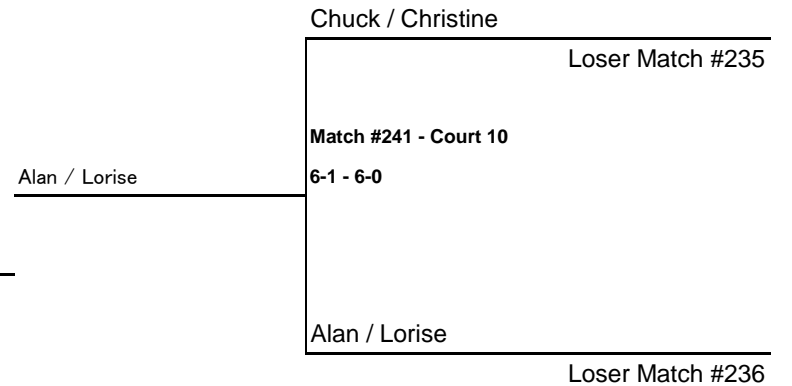 Chuck / Christine
Loser Match #235
Match #241 - Court 10
Alan / Lorise
6-1 - 6-0
Alan / Lorise
Loser Match #236